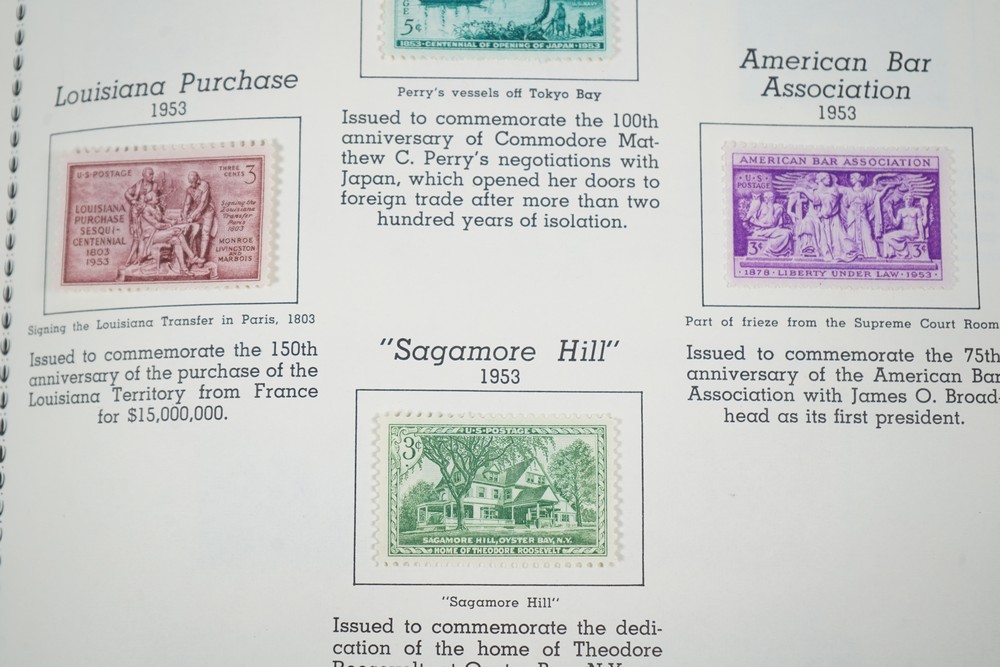 GE
5¢
U.S. NAVY
1853 · CENTENNIAL OF OPENING OF JAPAN · 1953
Perry's vessels off Tokyo Bay
Issued to commemorate the 100th
anniversary of Commodore Mat-
thew C. Perry's negotiations with
Japan, which opened her doors to
foreign trade after more than two
hundred years of isolation.
Louisiana Purchase
1953
U·S·POSTAGE
THREE
CENTS 3
LOUISIANA
PURCHASE
SESQUI-
CENTENNIAL
1803
1953
Signing the
Louisiana
Transfer
Paris
1803
MONROE
LIVINGSTON
AND
MARBOIS
Signing the Louisiana Transfer in Paris, 1803
Issued to commemorate the 150th
anniversary of the purchase of the
Louisiana Territory from France
for $15,000,000.
American Bar
Association
1953
AMERICAN BAR ASSOCIATION
· U·S ·
POSTAGE
3¢
3¢
· 1878 · LIBERTY UNDER LAW · 1953 ·
Part of frieze from the Supreme Court Room
Issued to commemorate the 75th
anniversary of the American Bar
Association with James O. Broad-
head as its first president.
"Sagamore Hill"
1953
U·S·POSTAGE
3¢
SAGAMORE HILL, OYSTER BAY, N.Y.
HOME OF THEODORE ROOSEVELT
"Sagamore Hill"
Issued to commemorate the dedi-
cation of the home of Theodore
Roosevelt at Oyster Bay, N.Y.